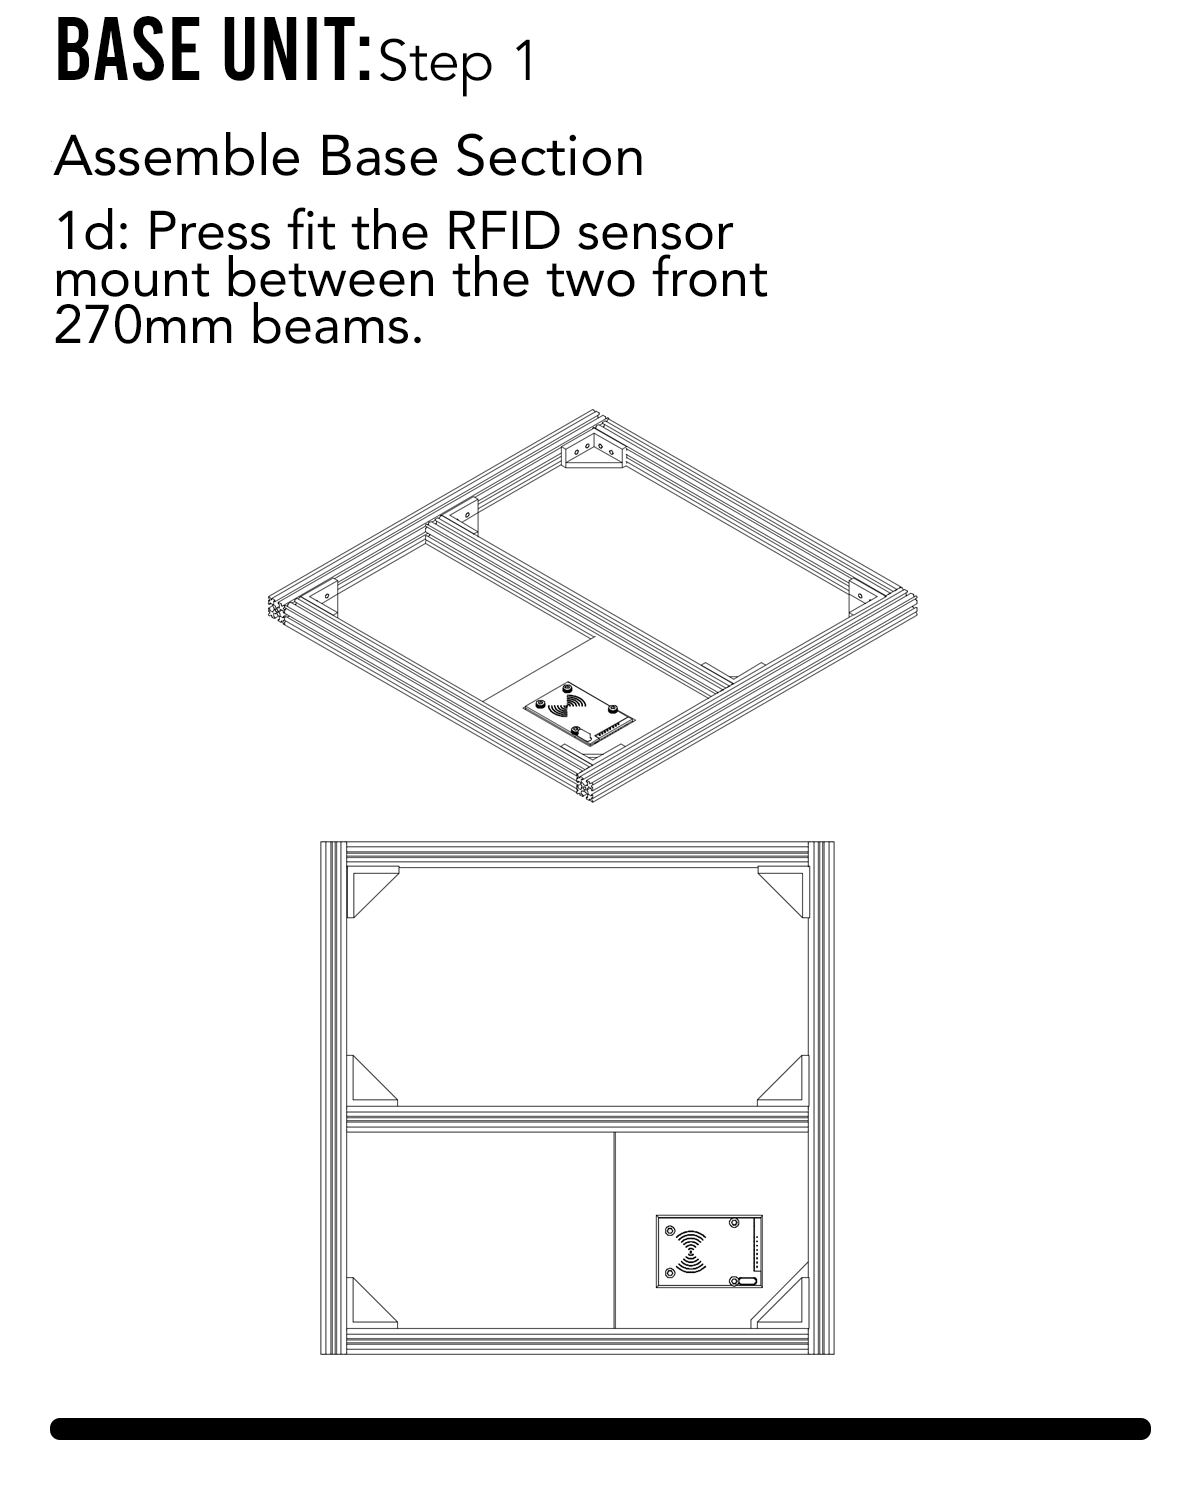 BASE UNIT: Step 1
Assemble Base Section
1d: Press fit the RFID sensor
mount between the two front
270mm beams.